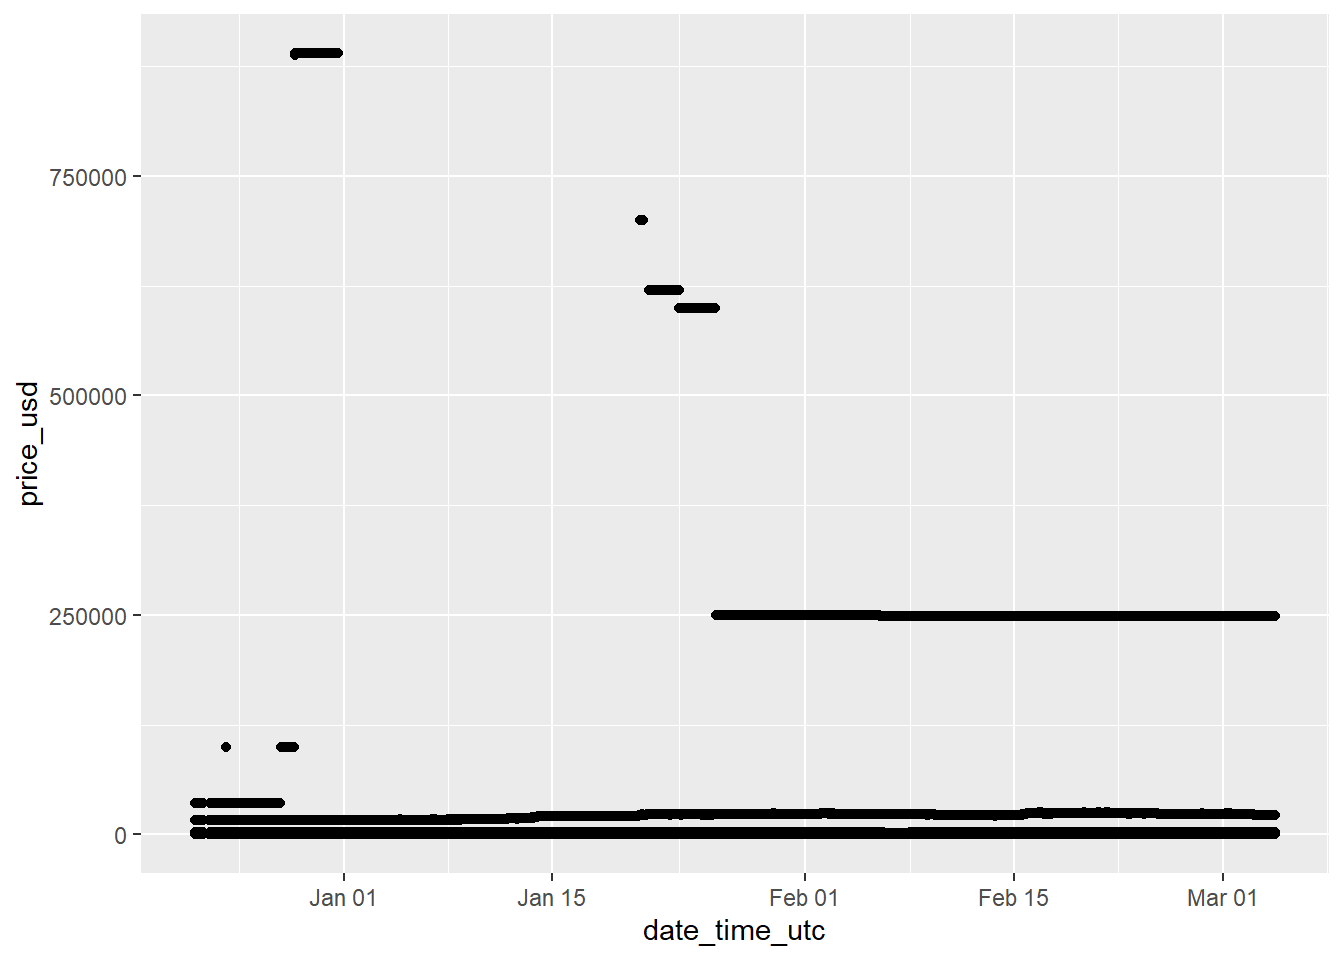 750000
500000
250000
0
price_usd
Jan 01
Jan 15
Feb 01
Feb 15
Mar 01
date_time_utc